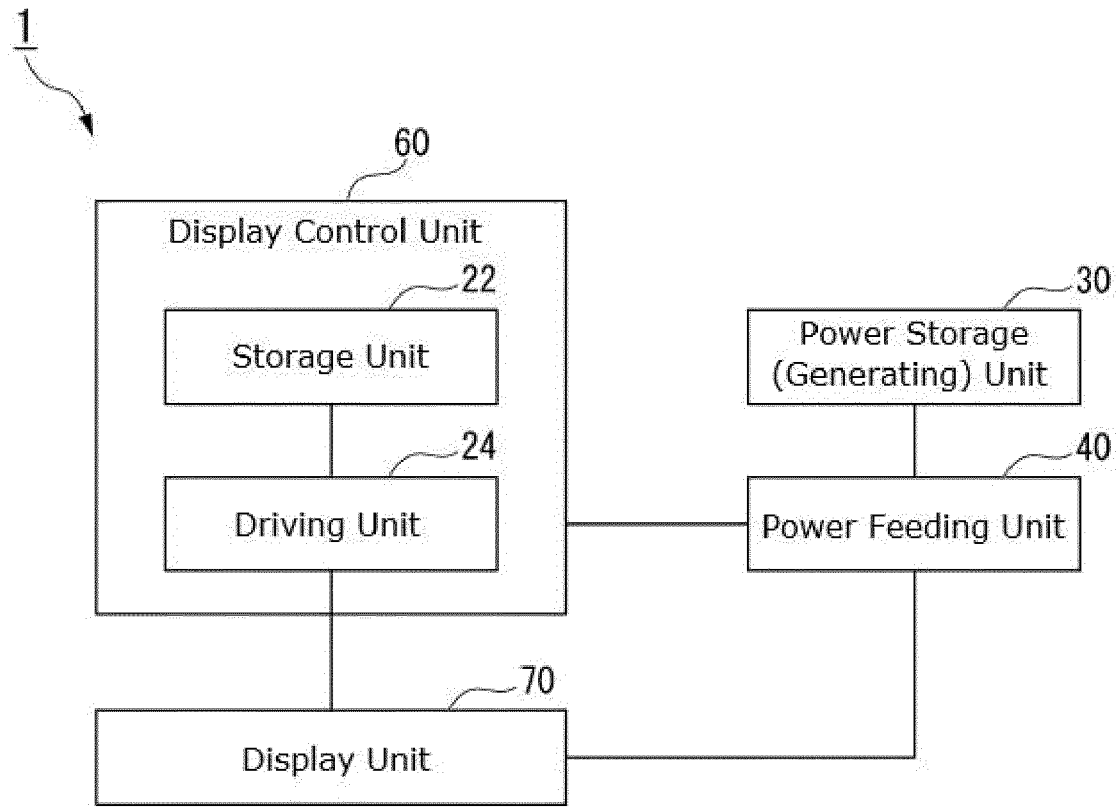 1
60
Display Control Unit
22
Storage Unit
24
Driving Unit
30
Power Storage
(Generating) Unit
40
Power Feeding Unit
70
Display Unit